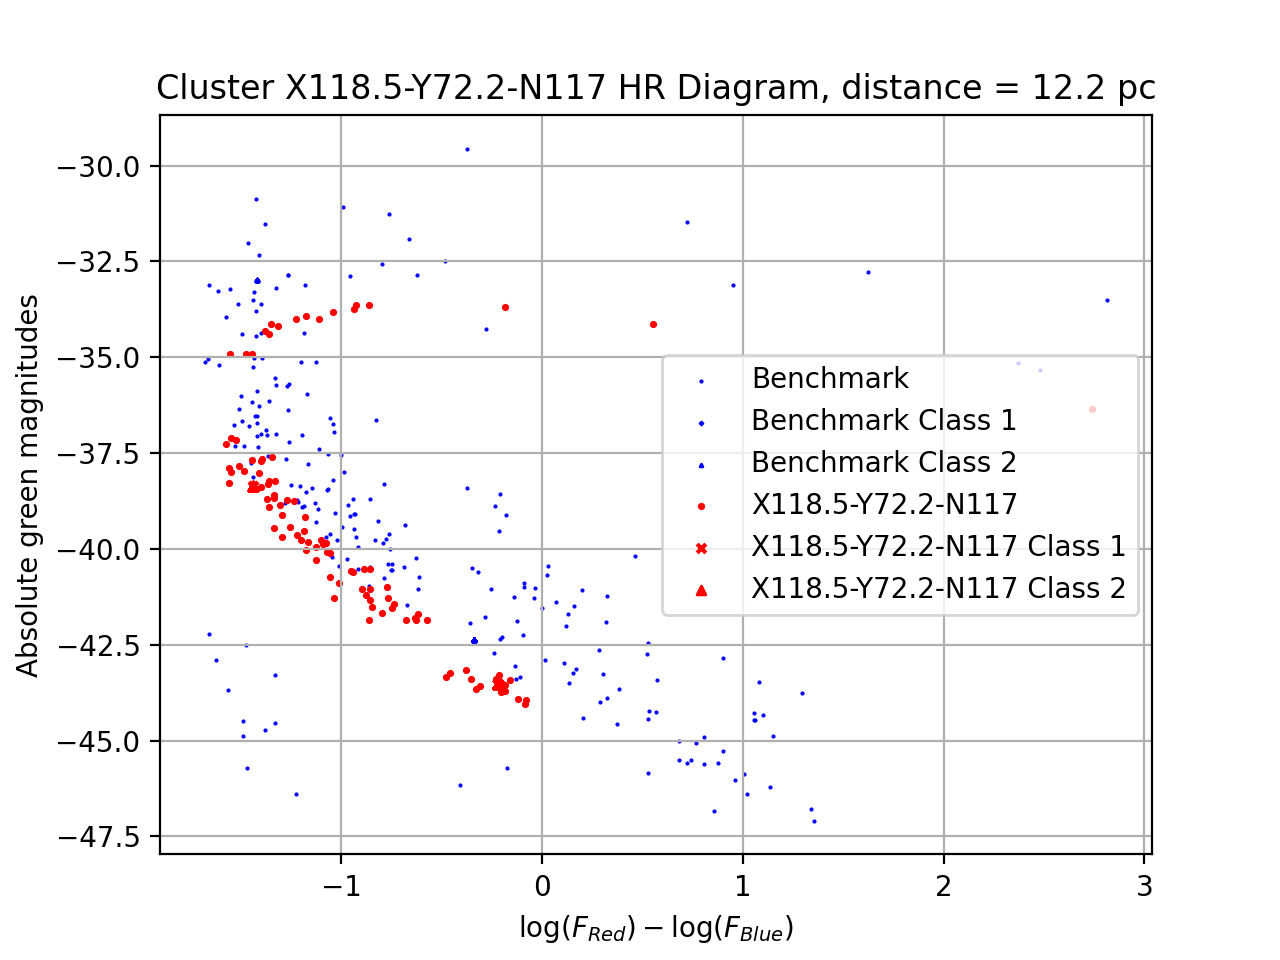 Cluster X118.5-Y72.2-N117 HR Diagram, distance = 12.2 pc
Absolute green magnitudes
−30.0
−32.5
−35.0
−37.5
−40.0
−42.5
−45.0
−47.5
Benchmark
Benchmark Class 1
Benchmark Class 2
X118.5-Y72.2-N117
X118.5-Y72.2-N117 Class 1
X118.5-Y72.2-N117 Class 2
−1 0 1 2 3
log(F_Red) − log(F_Blue)